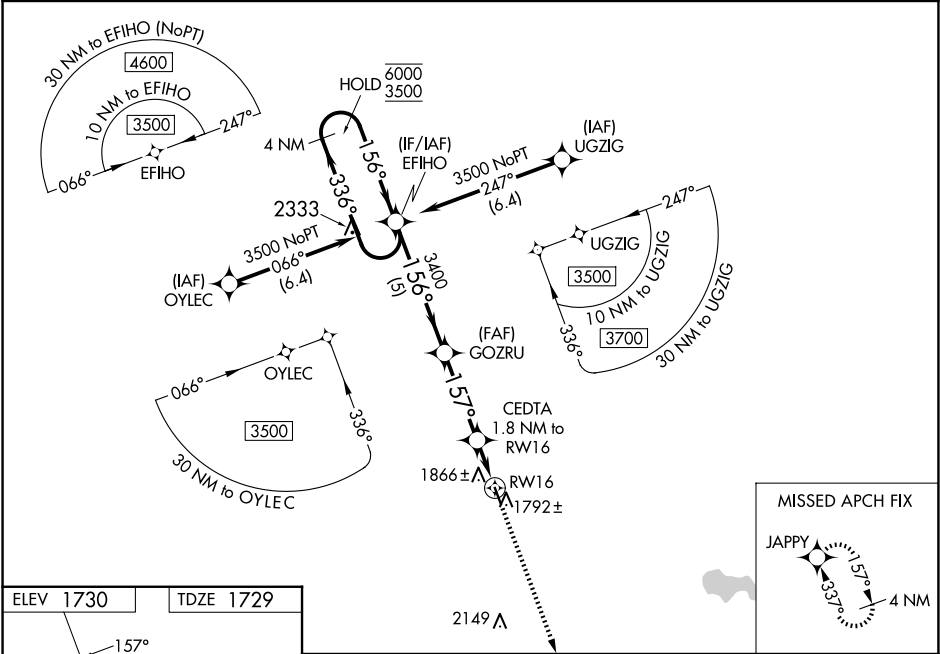 30 NM to EFIHO (NoPT)
4600
10 NM to EFIHO
3500
247°
066°
EFIHO
HOLD
6000
3500
4 NM
156°
336°
(IF/IAF)
EFIHO
(IAF)
UGZIG
3500 NoPT
247°
(6.4)
2333
3500 NoPT
066°
(6.4)
(IAF)
OYLEC
3400
156°
(5)
247°
UGZIG
3500
10 NM to UGZIG
3700
30 NM to UGZIG
336°
(FAF)
GOZRU
157°
066°
OYLEC
336°
3500
30 NM to OYLEC
CEDTA
1.8 NM to
RW16
1866±
RW16
1792±
2149
MISSED APCH FIX
JAPPY
157°
337°
4 NM
ELEV 1730
TDZE 1729
157°